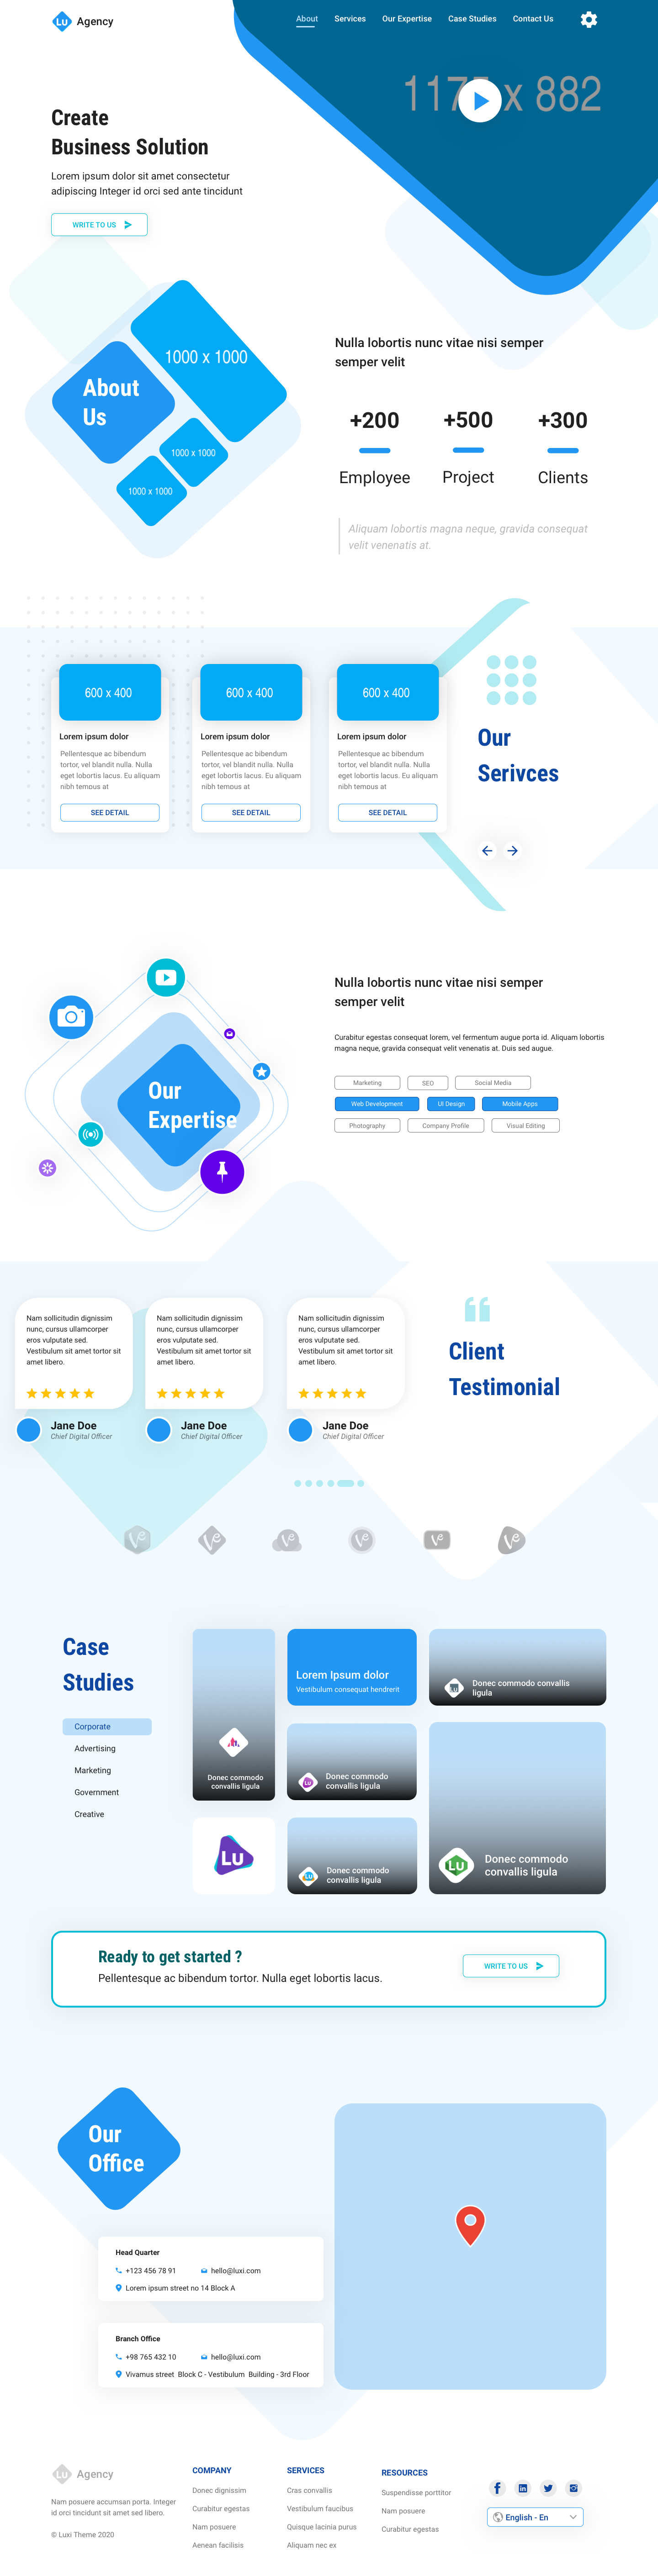 Lu Agency
About Services Our Expertise Case Studies Contact Us
1175 x 882
Create
Business Solution
Lorem ipsum dolor sit amet consectetur
adipiscing Integer id orci sed ante tincidunt
WRITE TO US
1000 x 1000
About
Us
1000 x 1000
1000 x 1000
Nulla lobortis nunc vitae nisi semper
semper velit
+200 +500 +300
Employee Project Clients
Aliquam lobortis magna neque, gravida consequat
velit venenatis at.
600 x 400
Lorem ipsum dolor
Pellentesque ac bibendum
tortor, vel blandit nulla. Nulla
eget lobortis lacus. Eu aliquam
nibh temous at
SEE DETAIL
600 x 400
Lorem ipsum dolor
Pellentesque ac bibendum
tortor, vel blandit nulla. Nulla
eget lobortis lacus. Eu aliquam
nibh temous at
SEE DETAIL
600 x 400
Lorem ipsum dolor
Pellentesque ac bibendum
tortor, vel blandit nulla. Nulla
eget lobortis lacus. Eu aliquam
nibh temous at
SEE DETAIL
Our
Serivces
Our
Expertise
Nulla lobortis nunc vitae nisi semper
semper velit
Curabitur egestas consequat lorem, vel fermentum augue porta id. Aliquam lobortis
magna neque, gravida consequat velit venenatis at. Duis sed augue.
Marketing SEO Social Media
Web Development UI Design Mobile Apps
Photography Company Profile Visual Editing
Nam sollicitudin dignissim
nunc, cursus ullamcorper
eros vulputate sed.
Vestibulum sit amet tortor sit
amet libero.
Jane Doe
Chief Digital Officer
Nam sollicitudin dignissim
nunc, cursus ullamcorper
eros vulputate sed.
Vestibulum sit amet tortor sit
amet libero.
Jane Doe
Chief Digital Officer
Nam sollicitudin dignissim
nunc, cursus ullamcorper
eros vulputate sed.
Vestibulum sit amet tortor sit
amet libero.
Jane Doe
Chief Digital Officer
Client
Testimonial
Case
Studies
Corporate
Advertising
Marketing
Government
Creative
Donec commodo
convallis ligula
Lu
Lorem Ipsum dolor
Vestibulum consequat hendrerit
Lu
Donec commodo
convallis ligula
Lu
Donec commodo
convallis ligula
Lu
Donec commodo convallis
ligula
Lu
Donec commodo
convallis ligula
Ready to get started ?
Pellentesque ac bibendum tortor. Nulla eget lobortis lacus.
WRITE TO US
Our
Office
Head Quarter
+123 456 78 91 hello@luxi.com
Lorem ipsum street no 14 Block A
Branch Office
+98 765 432 10 hello@luxi.com
Vivamus street Block C - Vestibulum Building - 3rd Floor
Lu Agency
Nam posuere accumsan porta. Integer
id orci tincidunt sit amet sed libero.
© Luxi Theme 2020
COMPANY
Donec dignissim
Curabitur egestas
Nam posuere
Aenean facilisis
SERVICES
Cras convallis
Vestibulum faucibus
Quisque lacinia purus
Aliquam nec ex
RESOURCES
Suspendisse porttitor
Nam posuere
Curabitur egestas
English - En